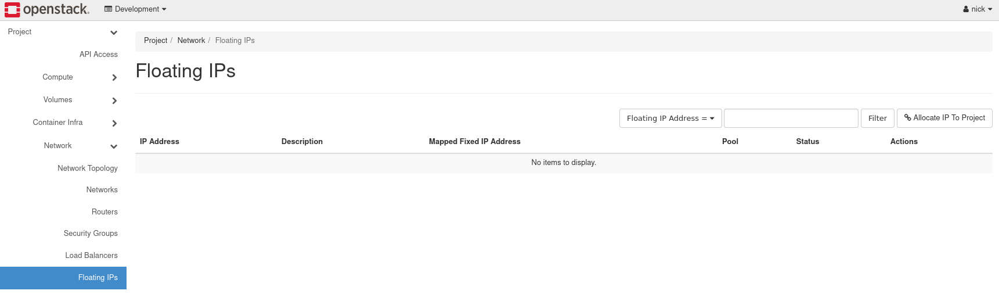 openstack. Development nick
Project
API Access
Compute
Volumes
Container Infra
Network
Network Topology
Networks
Routers
Security Groups
Load Balancers
Floating IPs
Project / Network / Floating IPs
Floating IPs
Floating IP Address = Filter Allocate IP To Project
IP Address Description Mapped Fixed IP Address Pool Status Actions
No items to display.